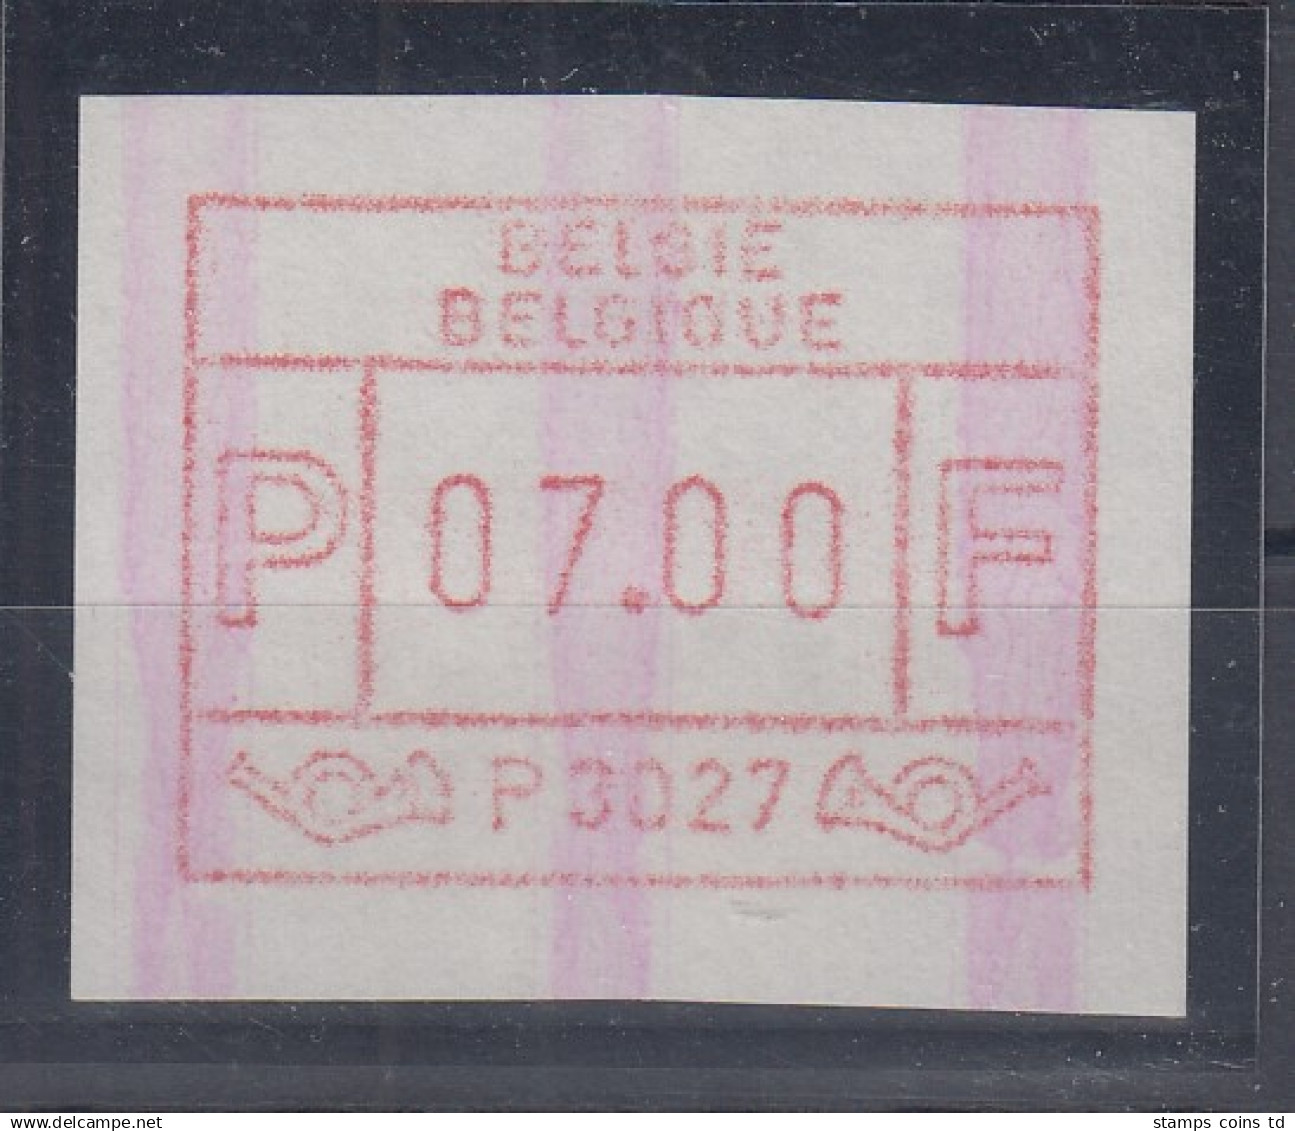 BELGIE
BELGIQUE
P 07.00 F
P3027
stamps coins td